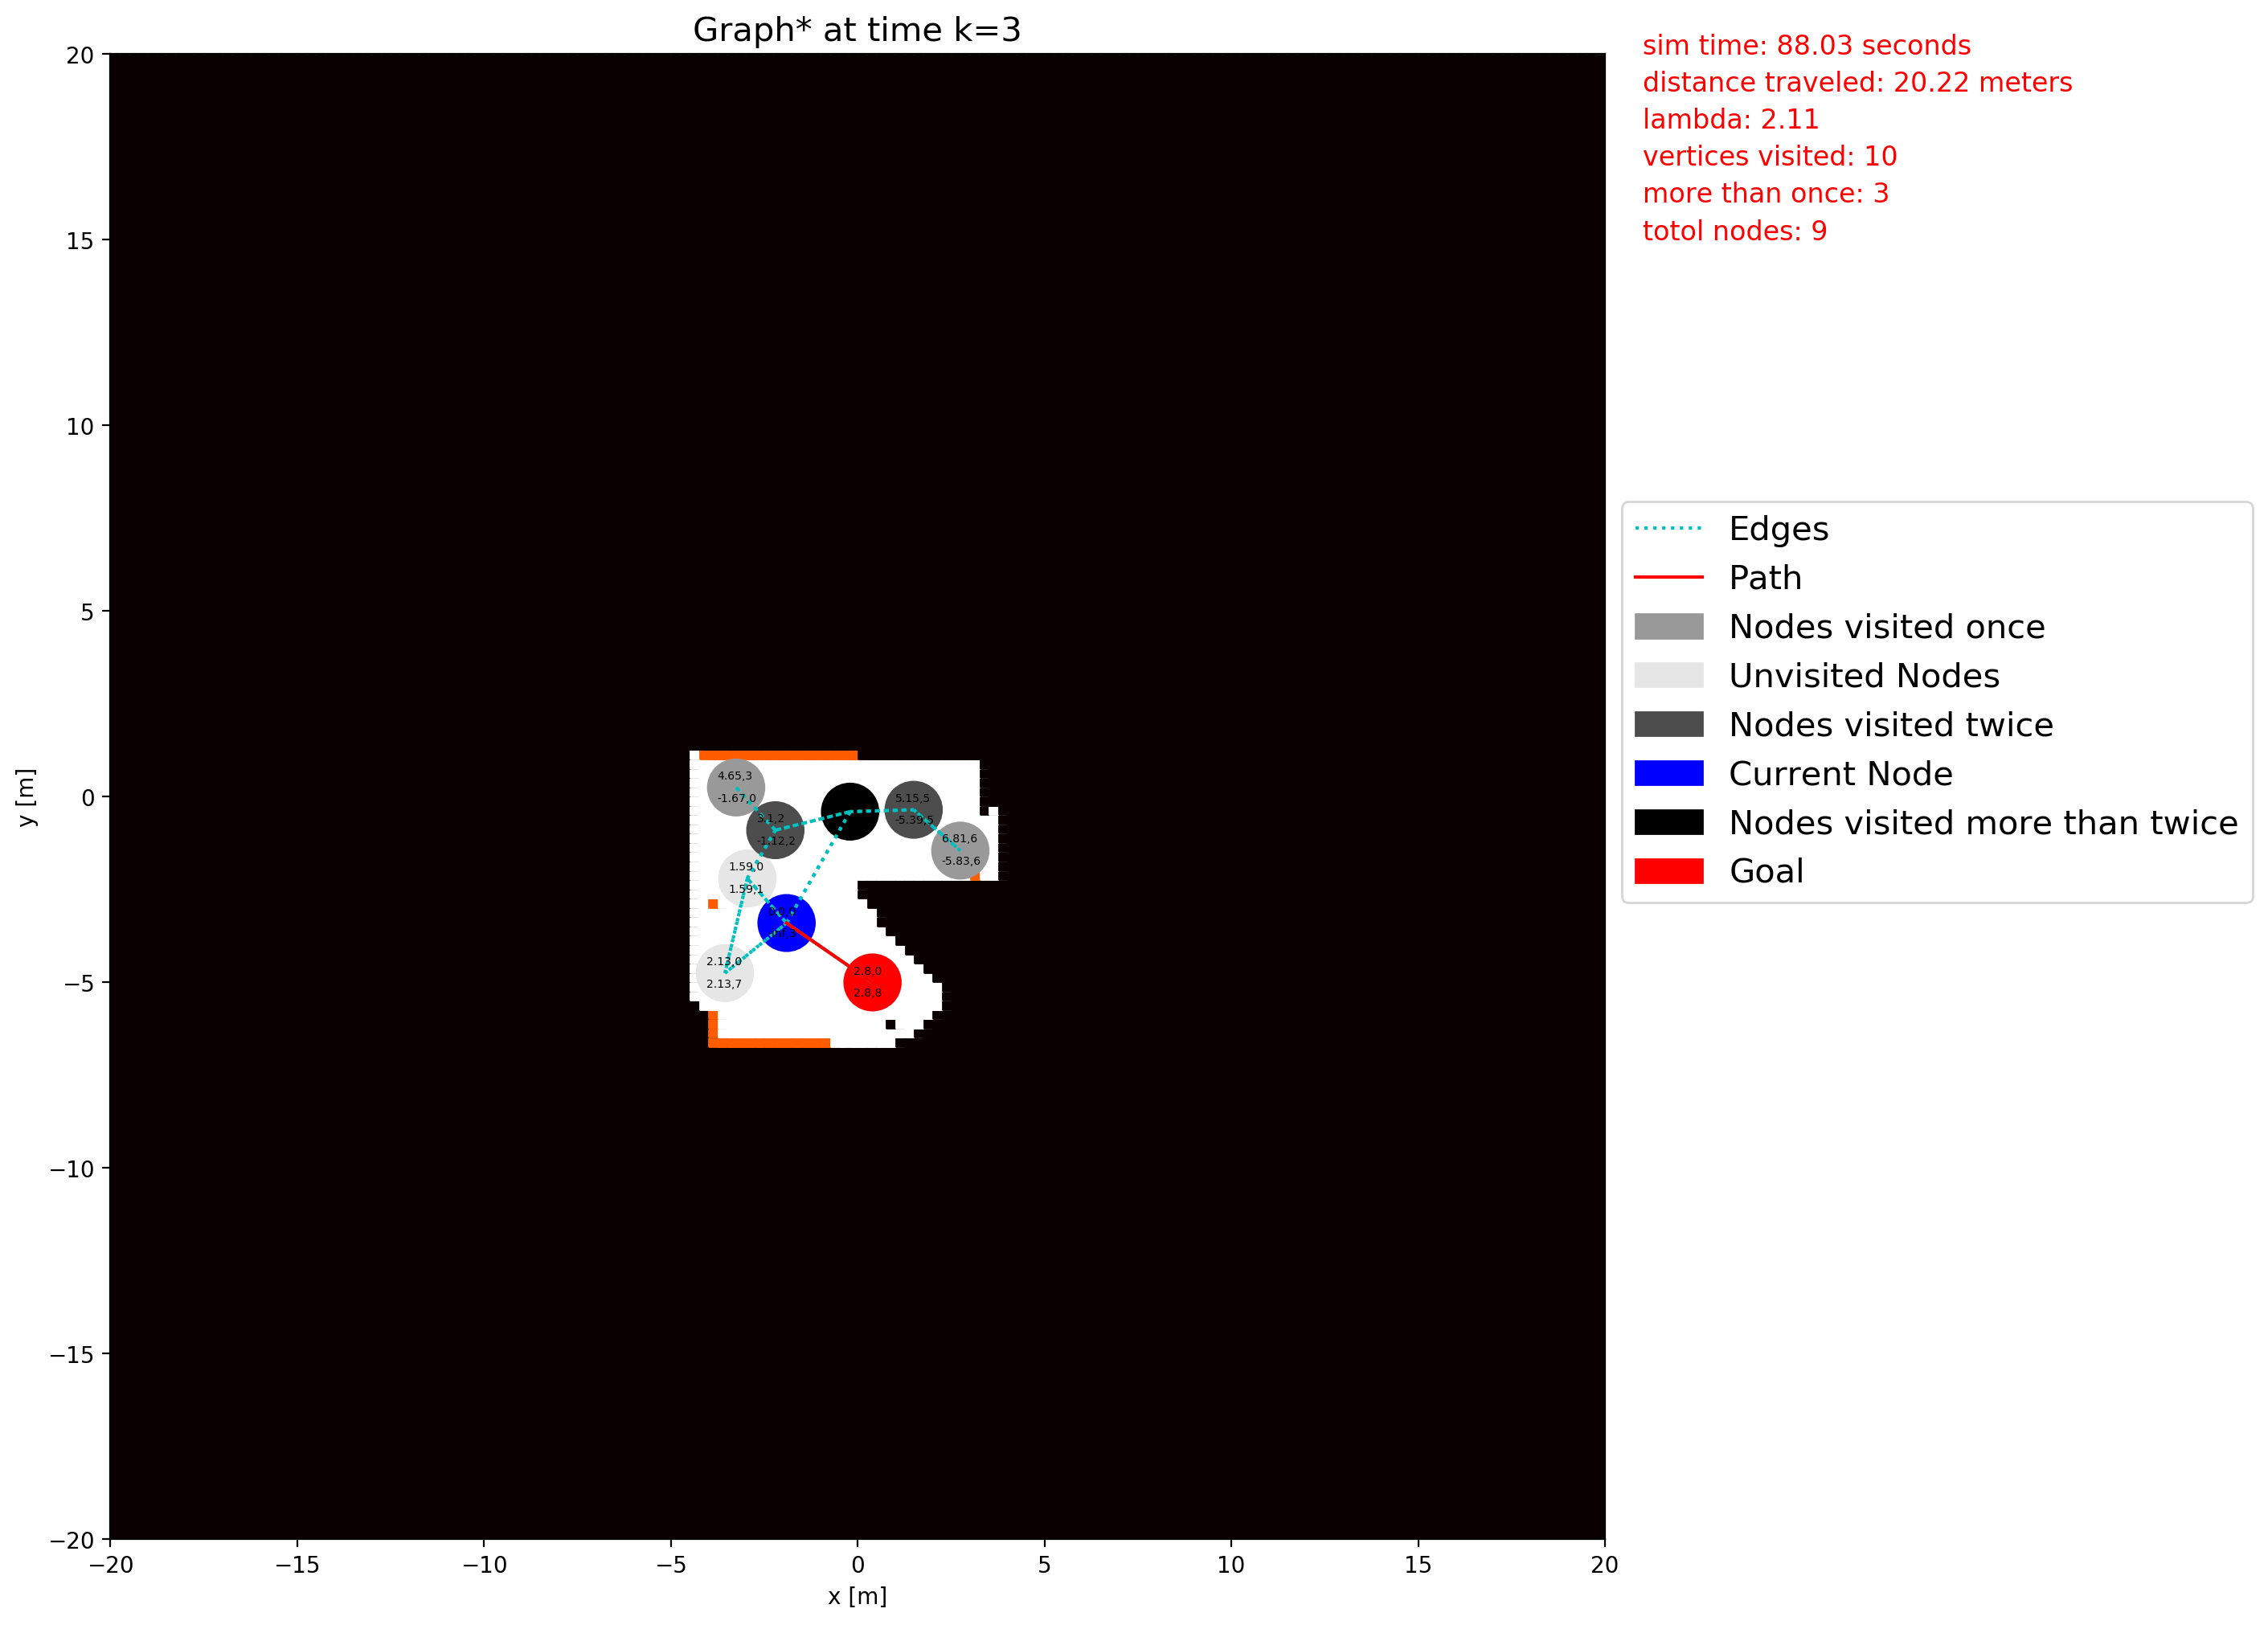 Graph* at time k=3
sim time: 88.03 seconds
distance traveled: 20.22 meters
lambda: 2.11
vertices visited: 10
more than once: 3
totol nodes: 9
20
15
10
5
0
−5
−10
−15
−20
y [m]
4.65,3
-1.67,0
3.1,2
-1.12,2
5.15,5
-5.39,5
6.81,6
-5.83,6
1.59,0
1.59,1
2.13,0
2.13,7
2.8,0
2.8,8
Edges
Path
Nodes visited once
Unvisited Nodes
Nodes visited twice
Current Node
Nodes visited more than twice
Goal
−20 −15 −10 −5 0 5 10 15 20
x [m]